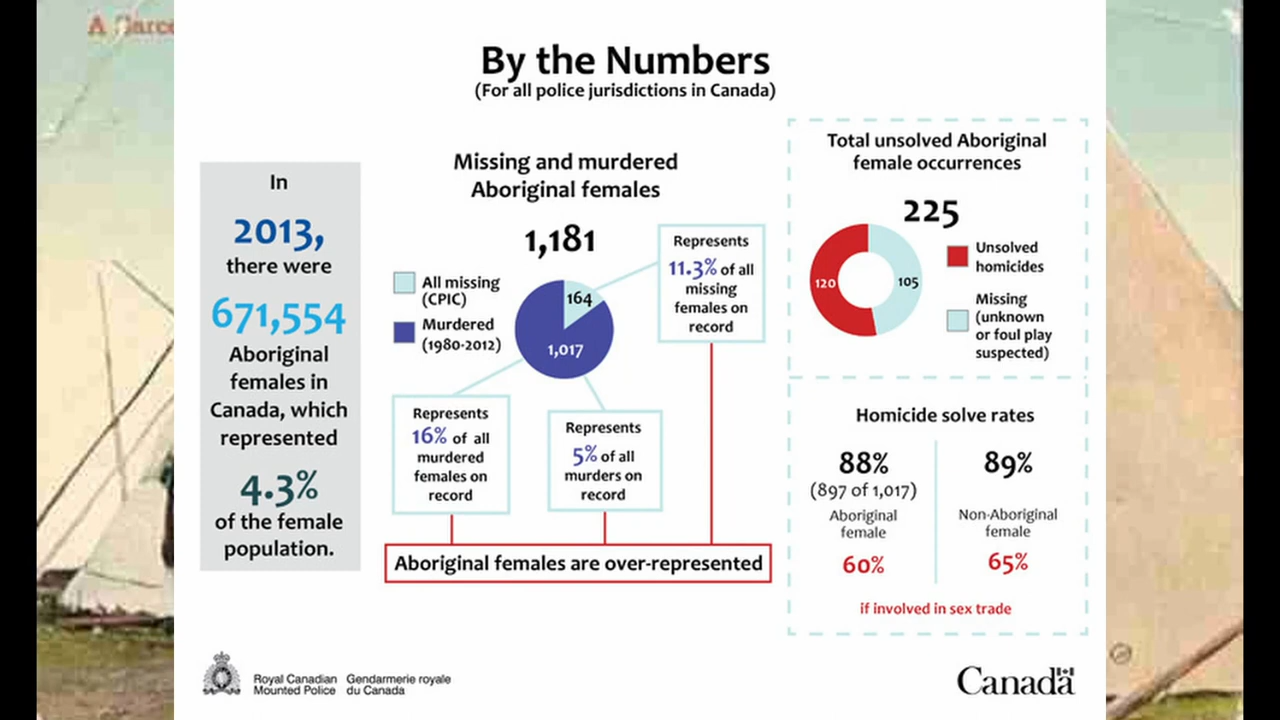 A
By the Numbers
(For all police jurisdictions in Canada)
In
2013,
there were
671,554
Aboriginal
females in
Canada, which
represented
4.3%
of the female
population.
Missing and murdered
Aboriginal females
1,181
All missing
(CPIC)
Murdered
(1980-2012)
164
1,017
Represents
11.3% of all
missing
females on
record
Represents
16% of all
murdered
females on
record
Represents
5% of all
murders on
record
Aboriginal females are over-represented
Total unsolved Aboriginal
female occurrences
225
120
105
Unsolved
homicides
Missing
(unknown
or foul play
suspected)
Homicide solve rates
88%
(897 of 1,017)
Aboriginal
female
60%
89%
Non-Aboriginal
female
65%
if involved in sex trade
Royal Canadian Gendarmerie royale
Mounted Police du Canada
Canada